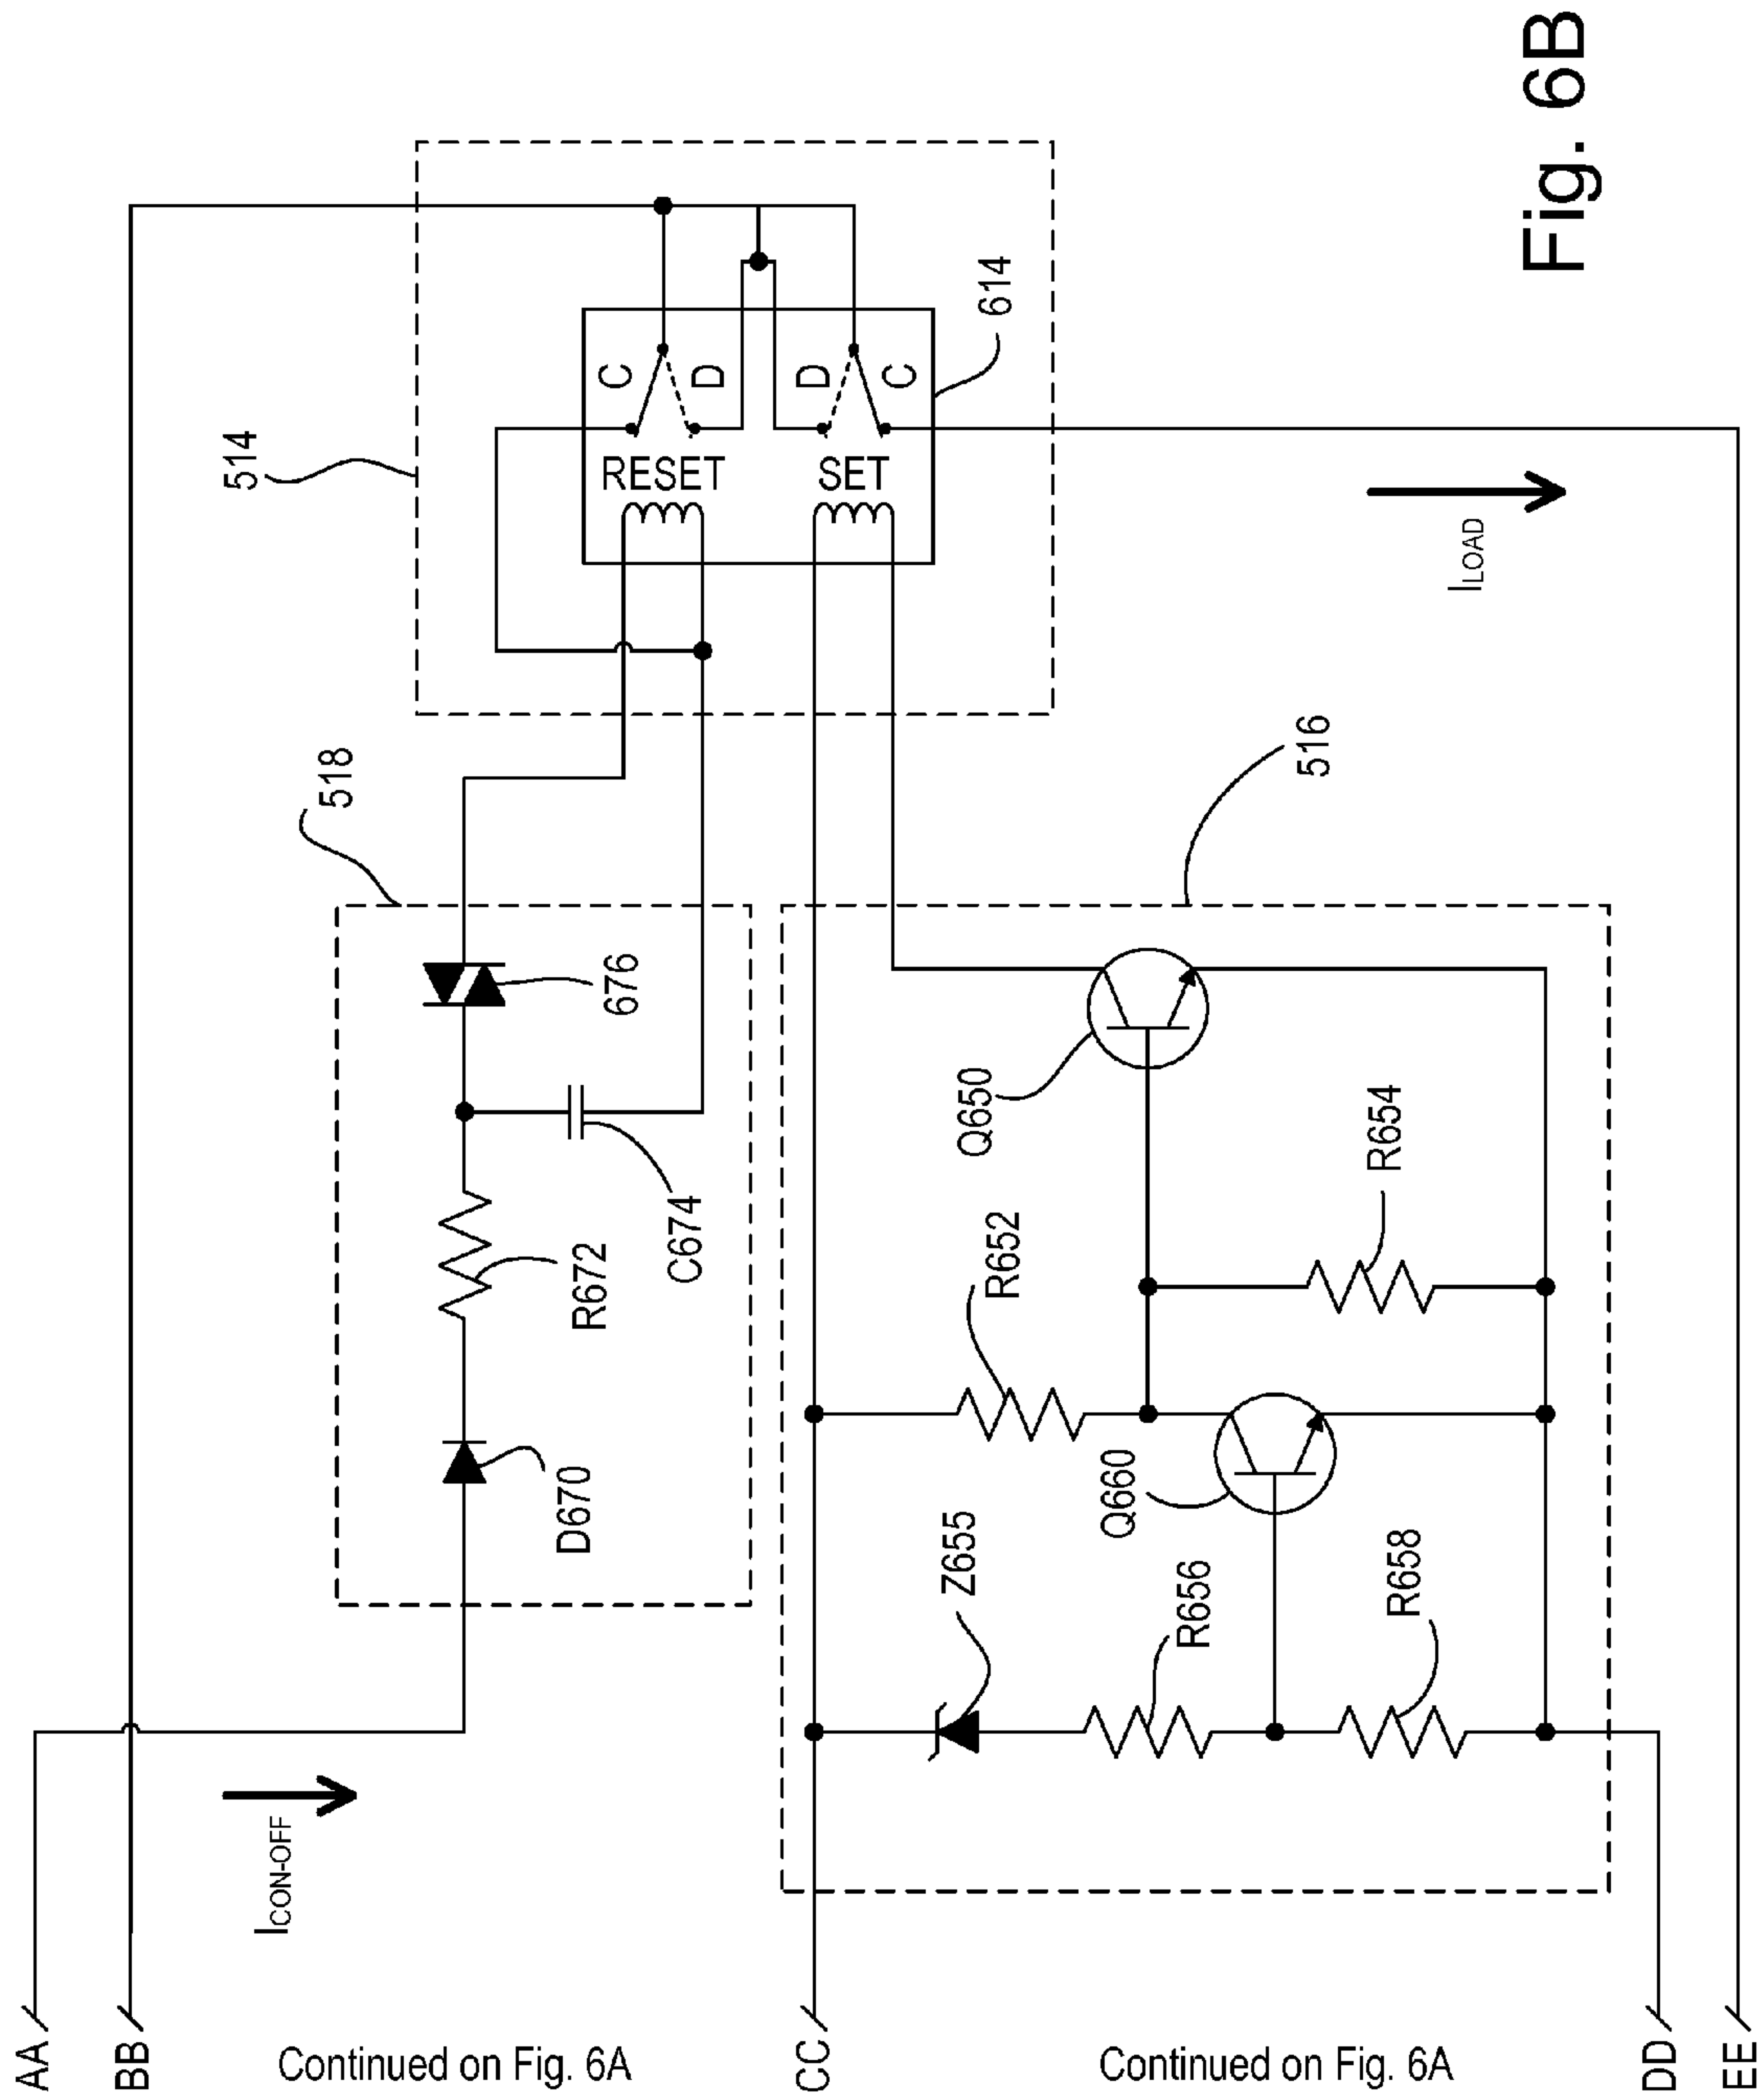 AA
BB
Continued on Fig. 6A
CC
Continued on Fig. 6A
DD
EE
ICON-OFF
D670
R672
C674
676
518
514
RESET
SET
C
D
D
C
614
Z655
R656
R658
Q660
R652
R654
Q650
516
ILOAD
Fig. 6B